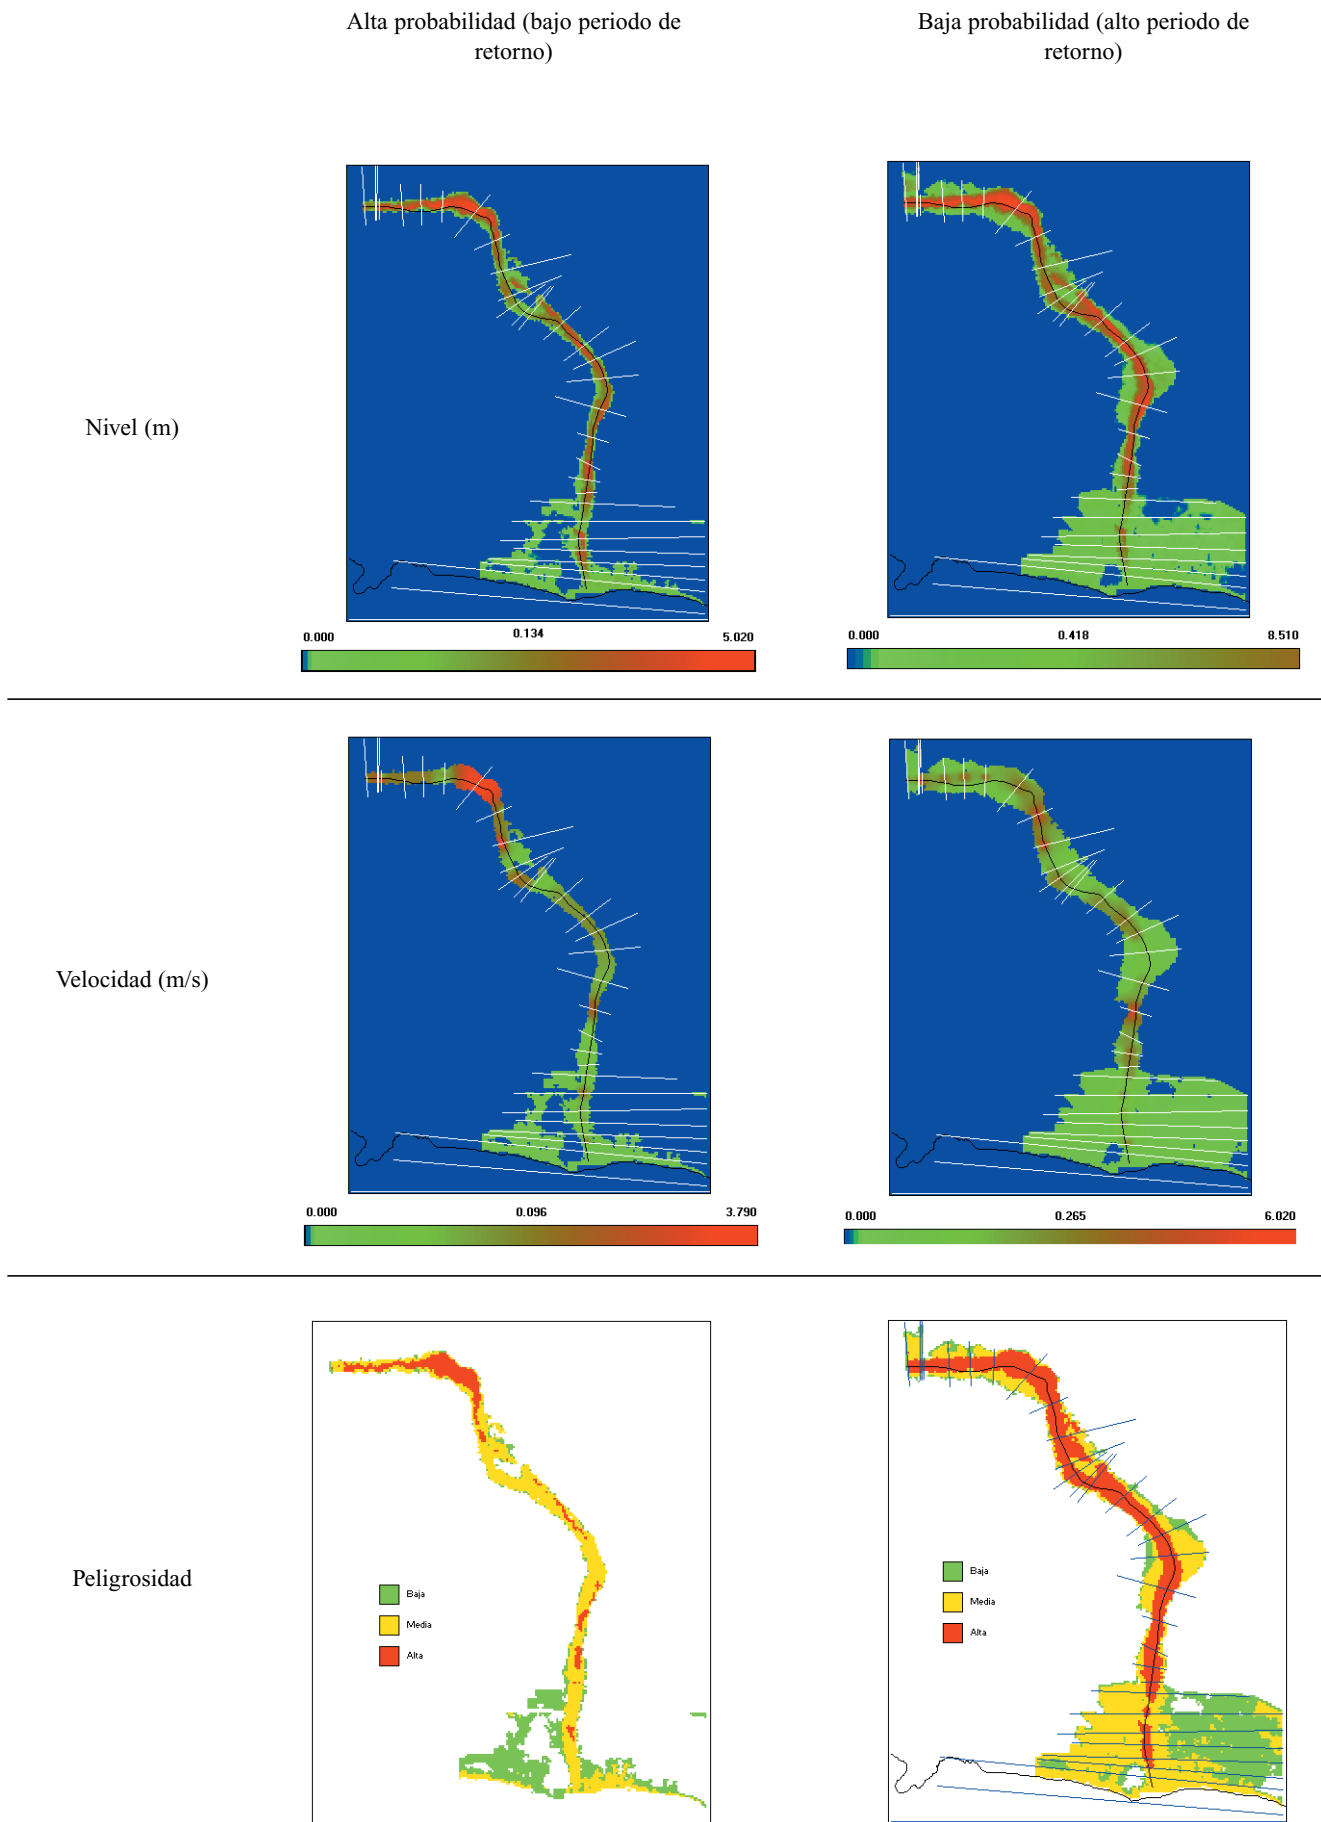 Alta probabilidad (bajo periodo de
retorno)
Baja probabilidad (alto periodo de
retorno)
Nivel (m)
0.000 0.134 5.020
0.000 0.418 8.510
Velocidad (m/s)
0.000 0.096 3.790
0.000 0.265 6.020
Peligrosidad
Baja
Media
Alta
Baja
Media
Alta